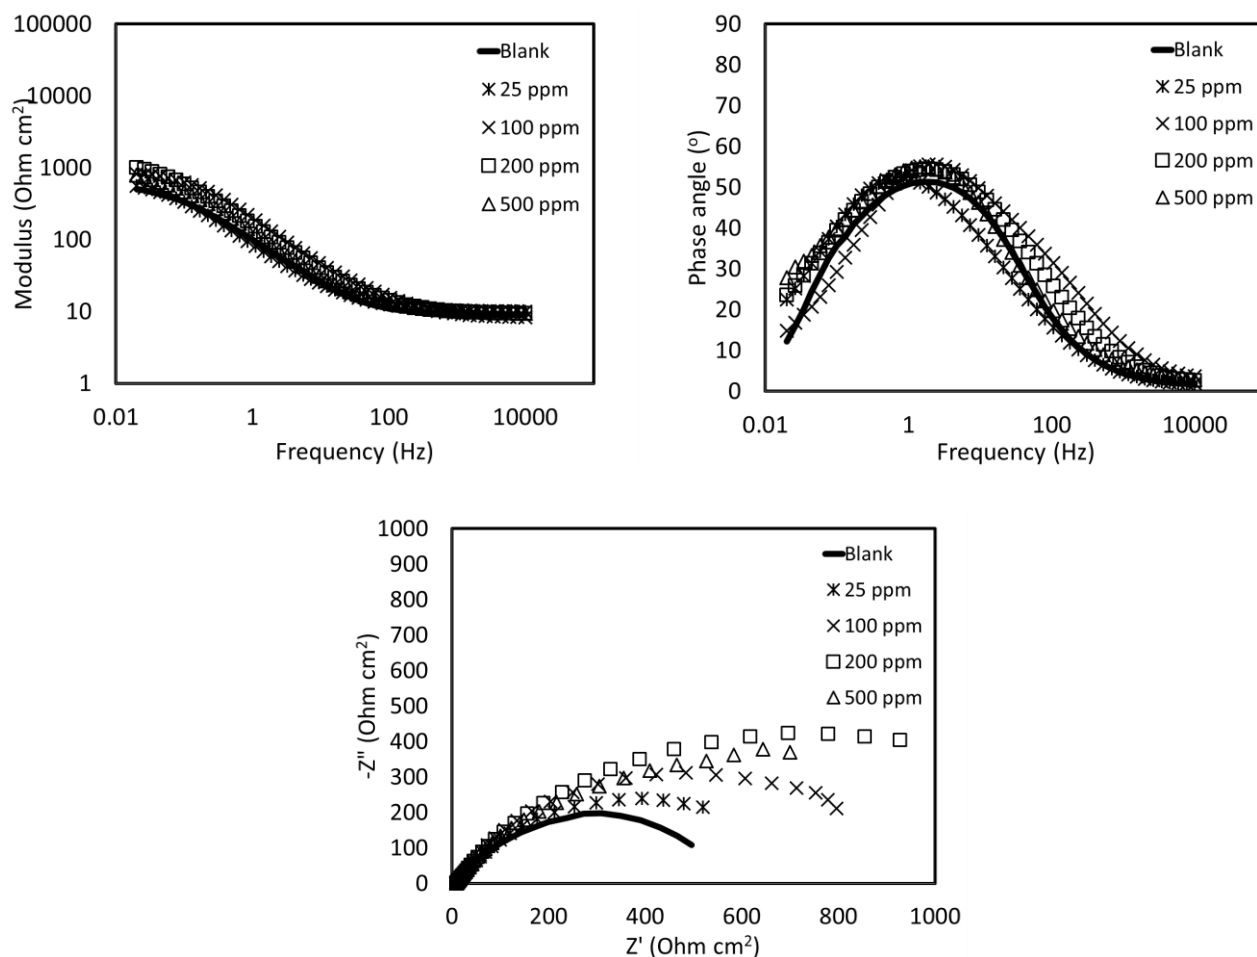 100000
10000
1000
100
10
1
Modulus (Ohm cm²)
0.01
1
100
10000
Frequency (Hz)
Blank
25 ppm
100 ppm
200 ppm
500 ppm
90
80
70
60
50
40
30
20
10
0
Phase angle (°)
0.01
1
100
10000
Frequency (Hz)
Blank
25 ppm
100 ppm
200 ppm
500 ppm
1000
900
800
700
600
500
400
300
200
100
0
-Z'' (Ohm cm²)
0
200
400
600
800
1000
Z' (Ohm cm²)
Blank
25 ppm
100 ppm
200 ppm
500 ppm